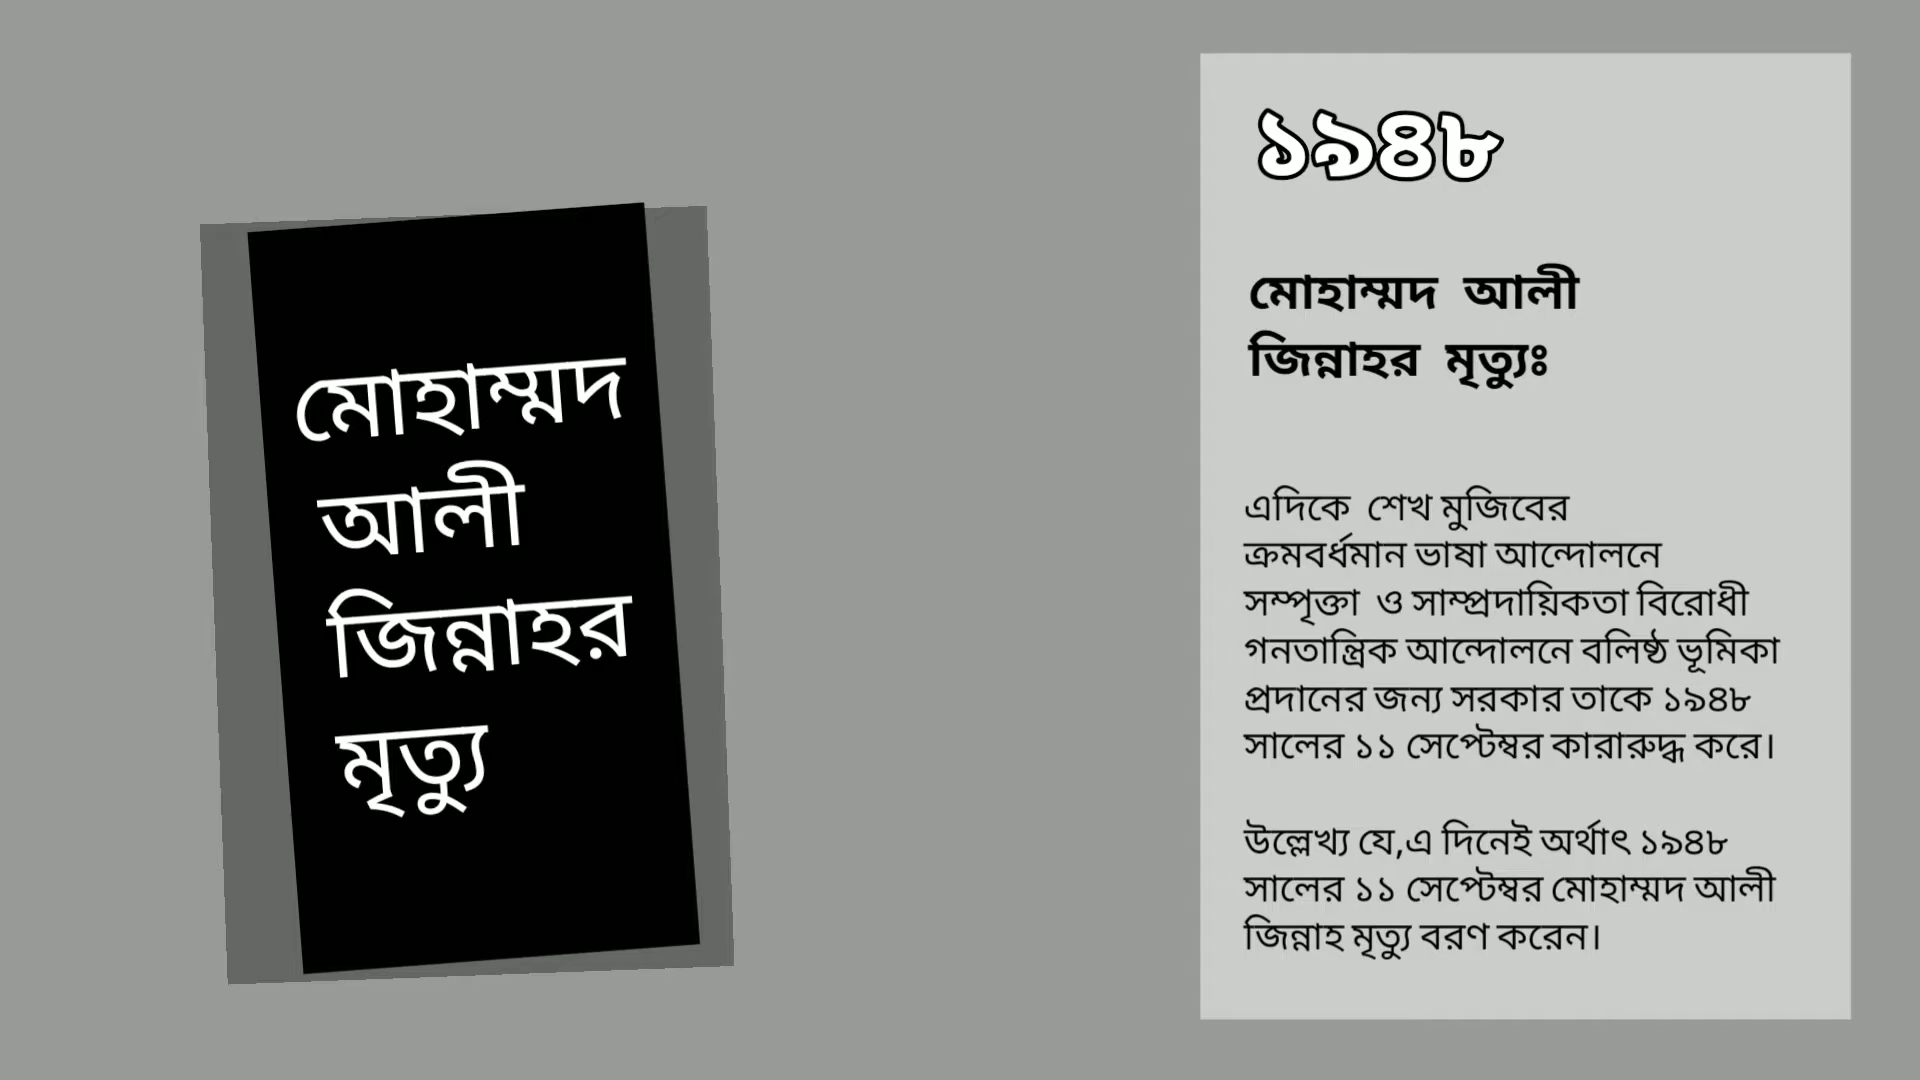 মোহাম্মদ
আলী
জিন্নাহর
মৃত্যু
১৯৪৮
মোহাম্মদ আলী
জিন্নাহর মৃত্যুঃ
এদিকে শেখ মুজিবের
ক্রমবর্ধমান ভাষা আন্দোলনে
সম্পৃক্তা ও সাম্প্রদায়িকতা বিরোধী
গনতান্ত্রিক আন্দোলনে বলিষ্ঠ ভূমিকা
প্রদানের জন্য সরকার তাকে ১৯৪৮
সালের ১১ সেপ্টেম্বর কারারুদ্ধ করে।
উল্লেখ্য যে,এ দিনেই অর্থাৎ ১৯৪৮
সালের ১১ সেপ্টেম্বর মোহাম্মদ আলী
জিন্নাহ মৃত্যু বরণ করেন।